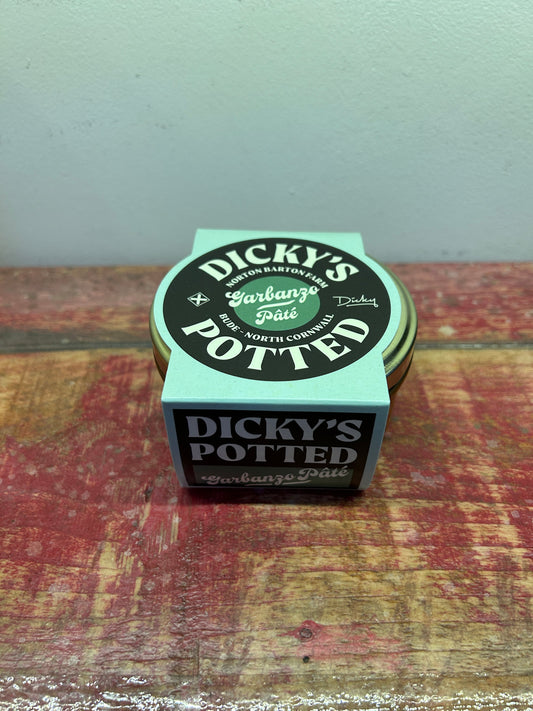 DICKY'S
NORTON BARTON FARM
Garbanzo
Pâté
Dicky
BUDE - NORTH CORNWALL
POTTED
DICKY'S
POTTED
Garbanzo Pâté